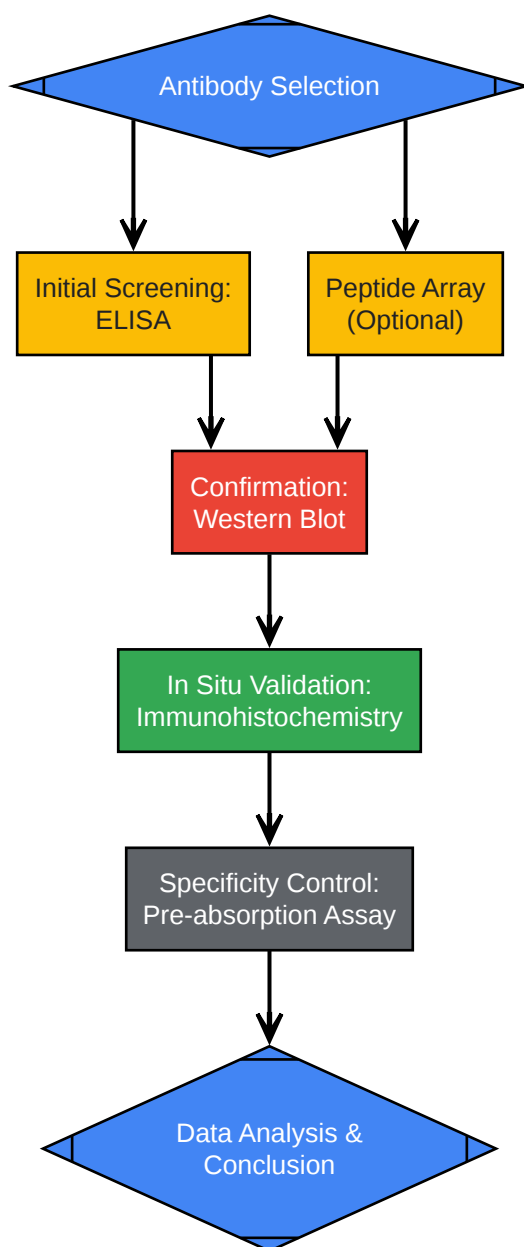 Antibody Selection
Initial Screening:
ELISA
Peptide Array
(Optional)
Confirmation:
Western Blot
In Situ Validation:
Immunohistochemistry
Specificity Control:
Pre-absorption Assay
Data Analysis &
Conclusion